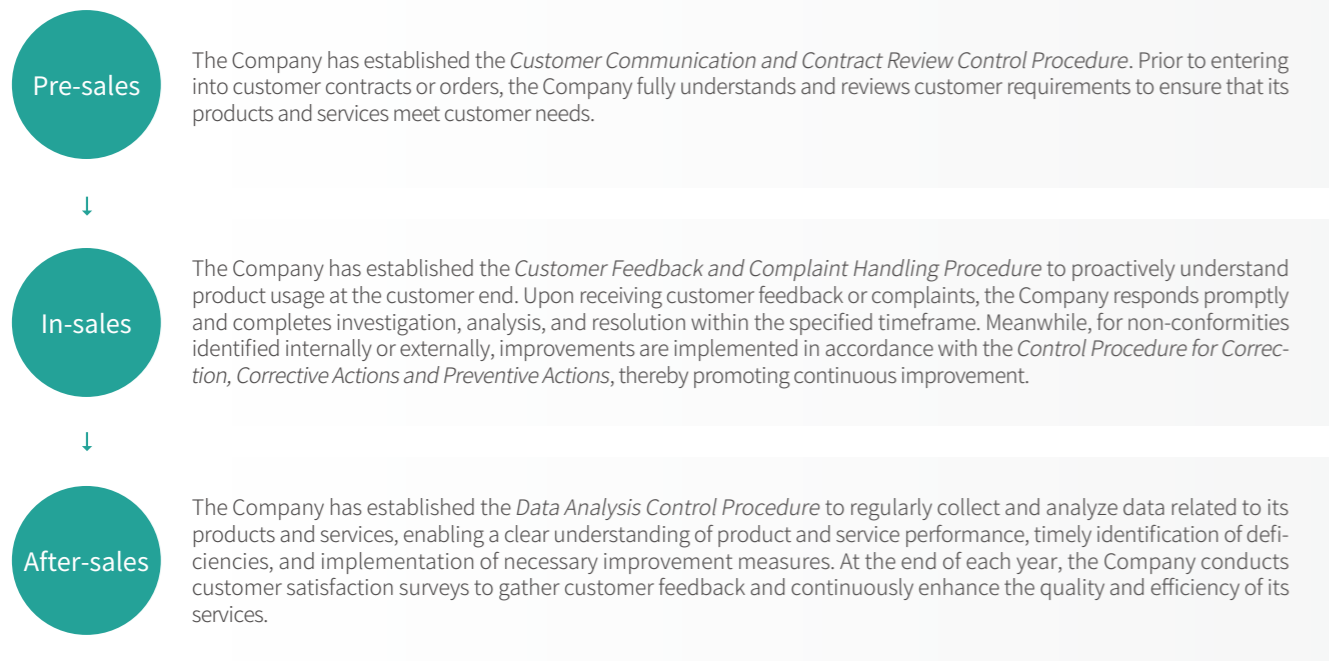 Pre-sales
The Company has established the Customer Communication and Contract Review Control Procedure. Prior to entering
into customer contracts or orders, the Company fully understands and reviews customer requirements to ensure that its
products and services meet customer needs.
↓
In-sales
The Company has established the Customer Feedback and Complaint Handling Procedure to proactively understand
product usage at the customer end. Upon receiving customer feedback or complaints, the Company responds promptly
and completes investigation, analysis, and resolution within the specified timeframe. Meanwhile, for non-conformities
identified internally or externally, improvements are implemented in accordance with the Control Procedure for Correc-
tion, Corrective Actions and Preventive Actions, thereby promoting continuous improvement.
↓
After-sales
The Company has established the Data Analysis Control Procedure to regularly collect and analyze data related to its
products and services, enabling a clear understanding of product and service performance, timely identification of defi-
ciencies, and implementation of necessary improvement measures. At the end of each year, the Company conducts
customer satisfaction surveys to gather customer feedback and continuously enhance the quality and efficiency of its
services.